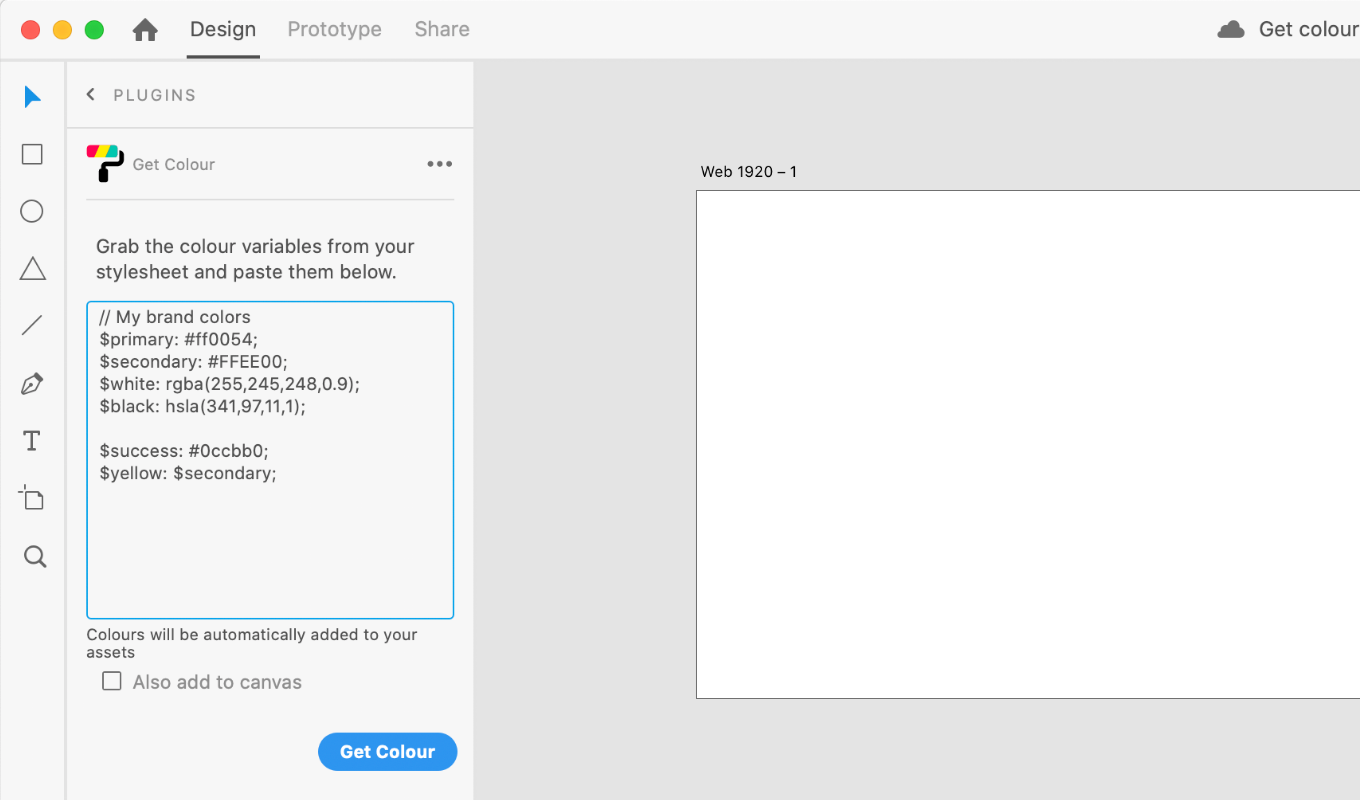 Design Prototype Share Get colour
PLUGINS
Get Colour
Web 1920 – 1
Grab the colour variables from your
stylesheet and paste them below.
// My brand colors
$primary: #ff0054;
$secondary: #FFEE00;
$white: rgba(255,245,248,0.9);
$black: hsla(341,97,11,1);
$success: #0ccbb0;
$yellow: $secondary;
Colours will be automatically added to your
assets
Also add to canvas
Get Colour